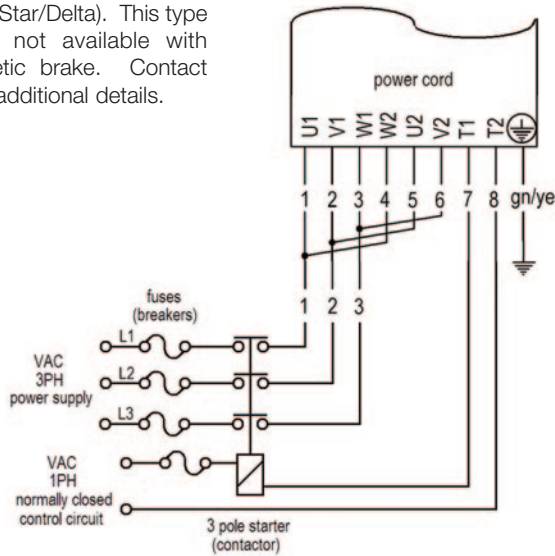 Star/Delta). This type
not available with
etic brake. Contact
additional details.
power cord
U1 V1 W1 W2 U2 V2 T1 T2
1 2 3 4 5 6 7 8 gn/ye
1 2 3
fuses
(breakers)
L1
L2
L3
VAC
3PH
power supply
VAC
1PH
normally closed
control circuit
3 pole starter
(contactor)